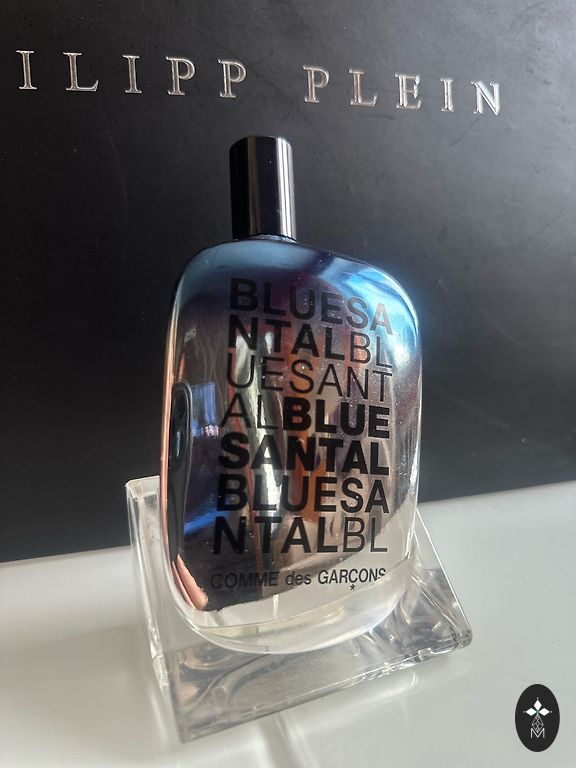 ILIPP PLEIN
BLUESA
NTALBL
UESANT
ALBLUE
SANTAL
BLUESA
NTALBL
COMME des GARÇONS
*
M